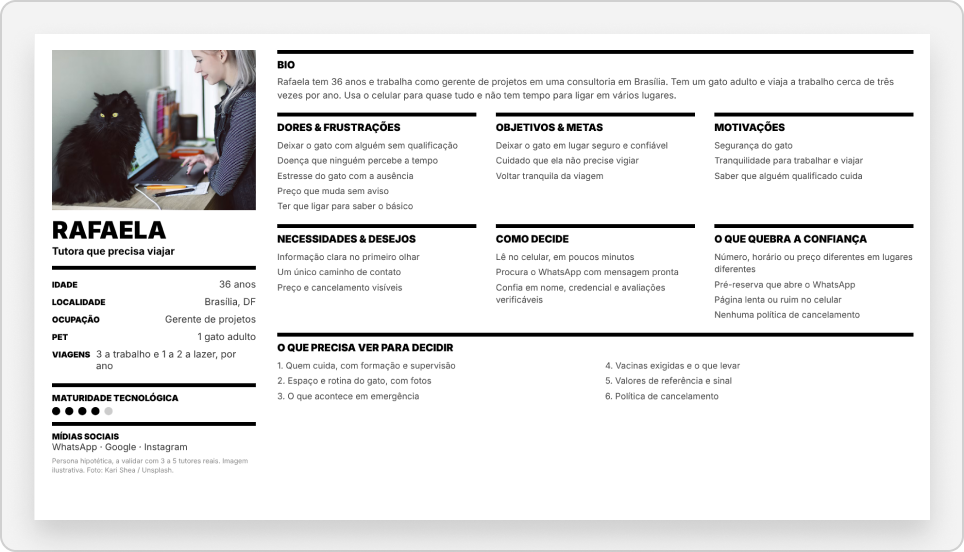 RAFAELA
Tutora que precisa viajar
IDADE 36 anos
LOCALIDADE Brasília, DF
OCUPAÇÃO Gerente de projetos
PET 1 gato adulto
VIAGENS 3 a trabalho e 1 a 2 a lazer, por
ano
MATURIDADE TECNOLÓGICA
MÍDIAS SOCIAIS
WhatsApp · Google · Instagram
Persona hipotética, a validar com 3 a 5 tutores reais. Imagem
ilustrativa. Foto: Kari Shea / Unsplash.
BIO
Rafaela tem 36 anos e trabalha como gerente de projetos em uma consultoria em Brasília. Tem um gato adulto e viaja a trabalho cerca de três
vezes por ano. Usa o celular para quase tudo e não tem tempo para ligar em vários lugares.
DORES & FRUSTRAÇÕES
Deixar o gato com alguém sem qualificação
Doença que ninguém percebe a tempo
Estresse do gato com a ausência
Preço que muda sem aviso
Ter que ligar para saber o básico
OBJETIVOS & METAS
Deixar o gato em lugar seguro e confiável
Cuidado que ela não precise vigiar
Voltar tranquila da viagem
MOTIVAÇÕES
Segurança do gato
Tranquilidade para trabalhar e viajar
Saber que alguém qualificado cuida
NECESSIDADES & DESEJOS
Informação clara no primeiro olhar
Um único caminho de contato
Preço e cancelamento visíveis
COMO DECIDE
Lê no celular, em poucos minutos
Procura o WhatsApp com mensagem pronta
Confia em nome, credencial e avaliações
verificáveis
O QUE QUEBRA A CONFIANÇA
Número, horário ou preço diferentes em lugares
diferentes
Pré-reserva que abre o WhatsApp
Página lenta ou ruim no celular
Nenhuma política de cancelamento
O QUE PRECISA VER PARA DECIDIR
1. Quem cuida, com formação e supervisão
2. Espaço e rotina do gato, com fotos
3. O que acontece em emergência
4. Vacinas exigidas e o que levar
5. Valores de referência e sinal
6. Política de cancelamento